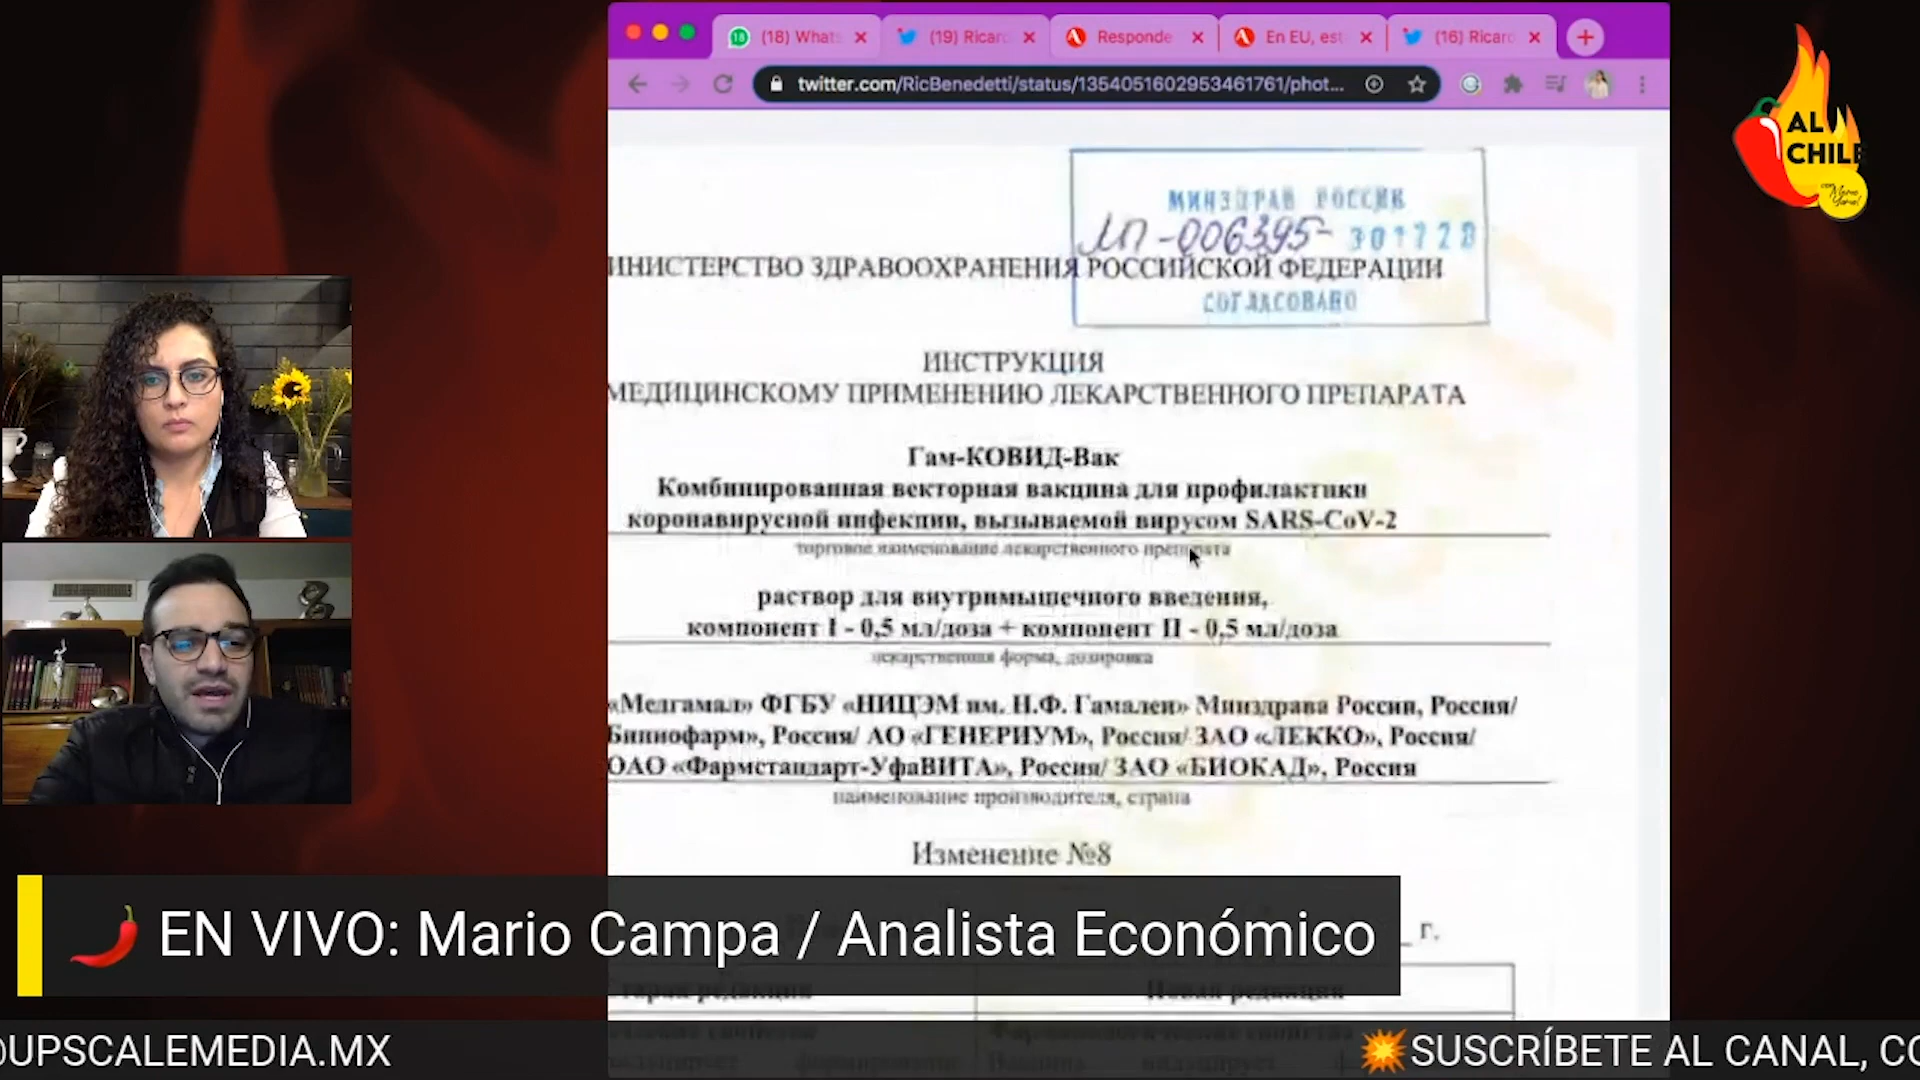 (18) Whats
(19) Ricar
Responde
En EU, est
(16) Ricar
twitter.com/RicBenedetti/status/1354051602953461761/phot...
AL
CHILE
МИНЗДРАВ РОССИИ
ЛП-006395-
ИНИСТЕРСТВО ЗДРАВООХРАНЕНИЯ РОССИЙСКОЙ ФЕДЕРАЦИИ
СОГЛАСОВАНО
ИНСТРУКЦИЯ
МЕДИЦИНСКОМУ ПРИМЕНЕНИЮ ЛЕКАРСТВЕННОГО ПРЕПАРАТА
Гам-КОВИД-Вак
Комбинированная векторная вакцина для профилактики
коронавирусной инфекции, вызываемой вирусом SARS-CoV-2
торговое наименование лекарственного препарата
раствор для внутримышечного введения,
компонент I - 0,5 мл/доза + компонент II - 0,5 мл/доза
лекарственная форма, дозировка
«Медгамал» ФГБУ «НИЦЭМ им. Н.Ф. Гамалеи» Минздрава России, Россия/
Биннофарм», Россия/ АО «ГЕНЕРИУМ», Россия/ ЗАО «ЛЕККО», Россия/
ОАО «Фармстандарт-УфаВИТА», Россия/ ЗАО «БИОКАД», Россия
наименование производителя, страна
Изменение №8
г.
EN VIVO: Mario Campa / Analista Económico
Новая редакция
@UPSCALEMEDIA.MX
SUSCRÍBETE AL CANAL, CO